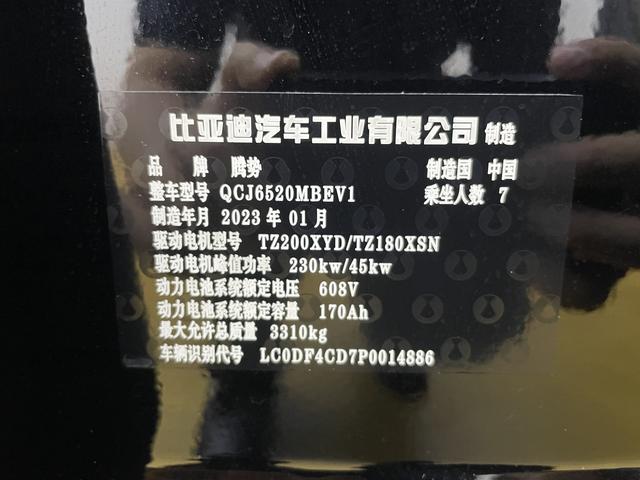 比亚迪汽车工业有限公司 制造
品 牌 腾势 制造国 中国
整车型号 QCJ6520MBEV1 乘坐人数 7
制造年月 2023 年 01 月
驱动电机型号 TZ200XYD/TZ180XSN
驱动电机峰值功率 230kw/45kw
动力电池系统额定电压 608V
动力电池系统额定容量 170Ah
最大允许总质量 3310kg
车辆识别代号 LC0DF4CD7P0014886